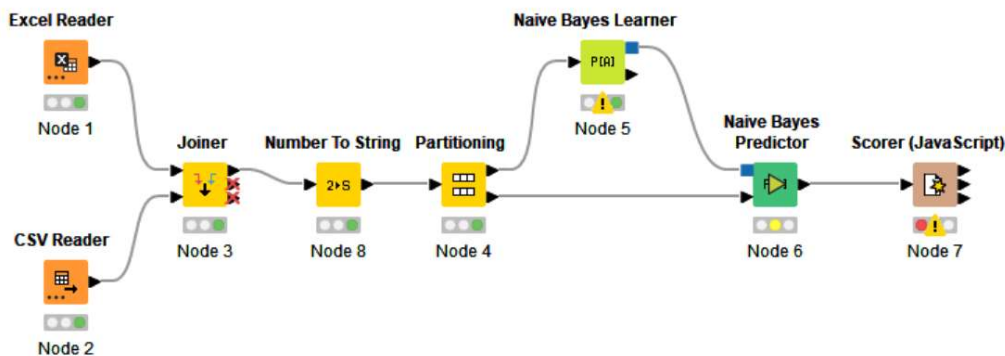 Excel Reader
Node 1
CSV Reader
Node 2
Joiner
Node 3
Number To String
2▸S
Node 8
Partitioning
Node 4
Naive Bayes Learner
P[A]
!
Node 5
Naive Bayes
Predictor
Node 6
Scorer (JavaScript)
!
Node 7